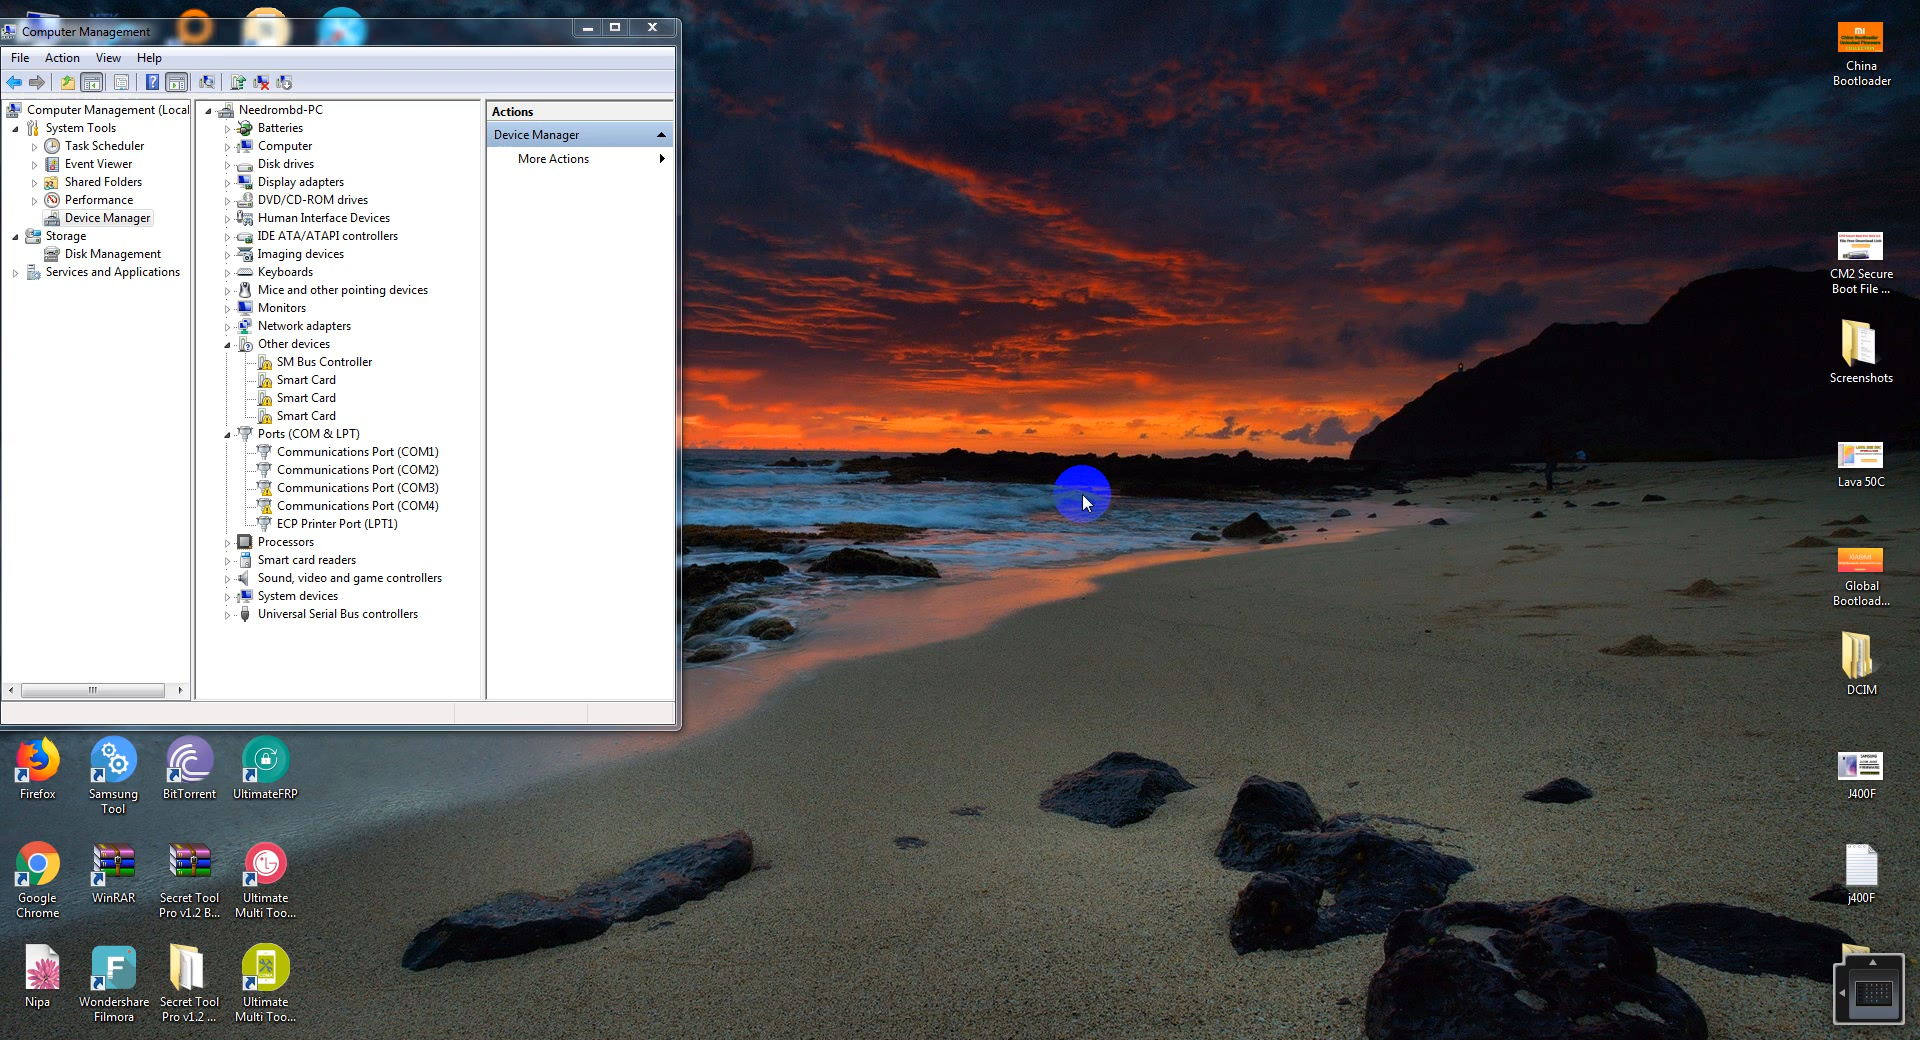 Computer Management
File Action View Help
Computer Management (Local
System Tools
Task Scheduler
Event Viewer
Shared Folders
Performance
Device Manager
Storage
Disk Management
Services and Applications
Needrombd-PC
Batteries
Computer
Disk drives
Display adapters
DVD/CD-ROM drives
Human Interface Devices
IDE ATA/ATAPI controllers
Imaging devices
Keyboards
Mice and other pointing devices
Monitors
Network adapters
Other devices
SM Bus Controller
Smart Card
Smart Card
Smart Card
Ports (COM & LPT)
Communications Port (COM1)
Communications Port (COM2)
Communications Port (COM3)
Communications Port (COM4)
ECP Printer Port (LPT1)
Processors
Smart card readers
Sound, video and game controllers
System devices
Universal Serial Bus controllers
Actions
Device Manager
More Actions
Firefox
Samsung
Tool
BitTorrent
UltimateFRP
Google
Chrome
WinRAR
Secret Tool
Pro v1.2 B...
Ultimate
Multi Too...
Nipa
Wondershare
Filmora
Secret Tool
Pro v1.2 ...
Ultimate
Multi Too...
China
Bootloader
CM2 Secure
Boot File ...
Screenshots
Lava 50C
Global
Bootload...
DCIM
J400F
j400F